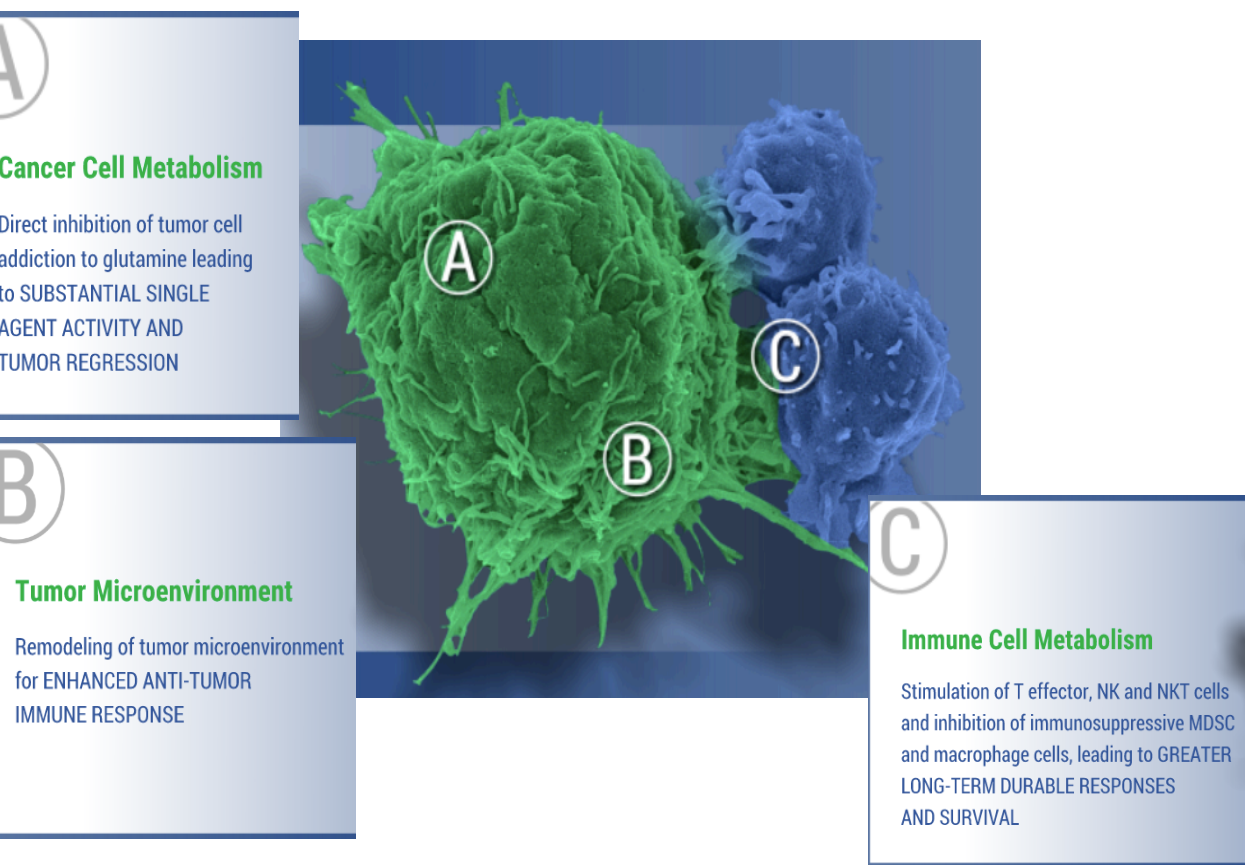 A
Cancer Cell Metabolism
Direct inhibition of tumor cell
addiction to glutamine leading
to SUBSTANTIAL SINGLE
AGENT ACTIVITY AND
TUMOR REGRESSION
B
Tumor Microenvironment
Remodeling of tumor microenvironment
for ENHANCED ANTI-TUMOR
IMMUNE RESPONSE
A
B
C
C
Immune Cell Metabolism
Stimulation of T effector, NK and NKT cells
and inhibition of immunosuppressive MDSC
and macrophage cells, leading to GREATER
LONG-TERM DURABLE RESPONSES
AND SURVIVAL